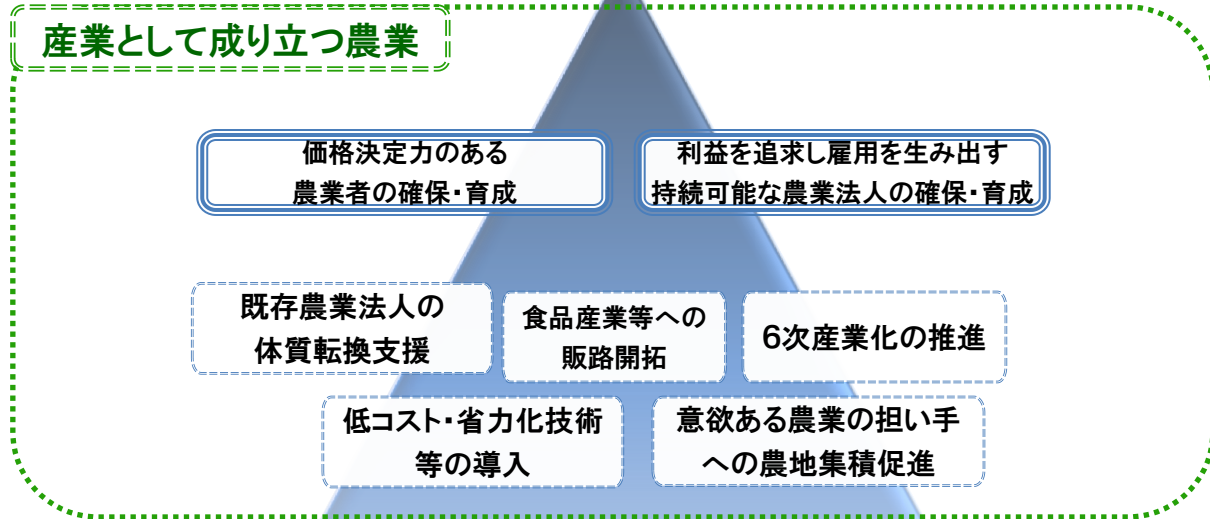 産業として成り立つ農業
価格決定力のある
農業者の確保・育成
利益を追求し雇用を生み出す
持続可能な農業法人の確保・育成
既存農業法人の
体質転換支援
食品産業等への
販路開拓
6次産業化の推進
低コスト・省力化技術
等の導入
意欲ある農業の担い手
への農地集積促進